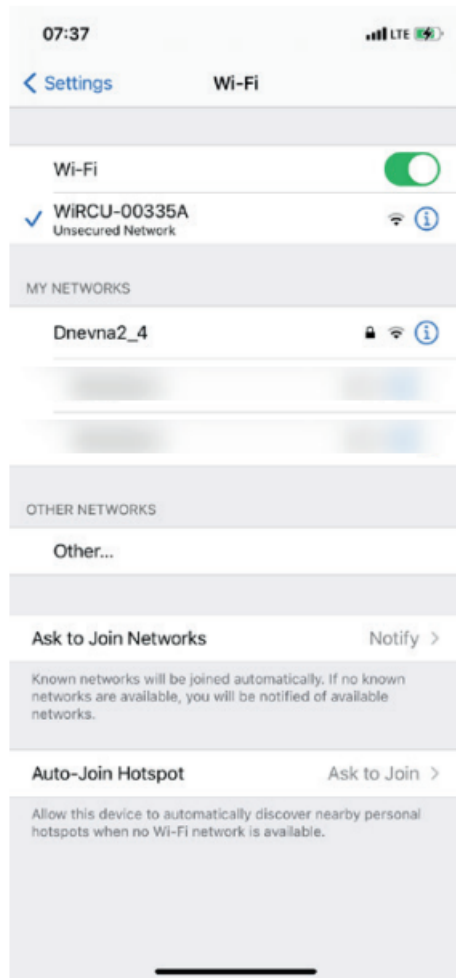 07:37
LTE
Settings
Wi-Fi
Wi-Fi
WiRCU-00335A
Unsecured Network
MY NETWORKS
Dnevna2_4
OTHER NETWORKS
Other...
Ask to Join Networks
Notify
Known networks will be joined automatically. If no known
networks are available, you will be notified of available
networks.
Auto-Join Hotspot
Ask to Join
Allow this device to automatically discover nearby personal
hotspots when no Wi-Fi network is available.